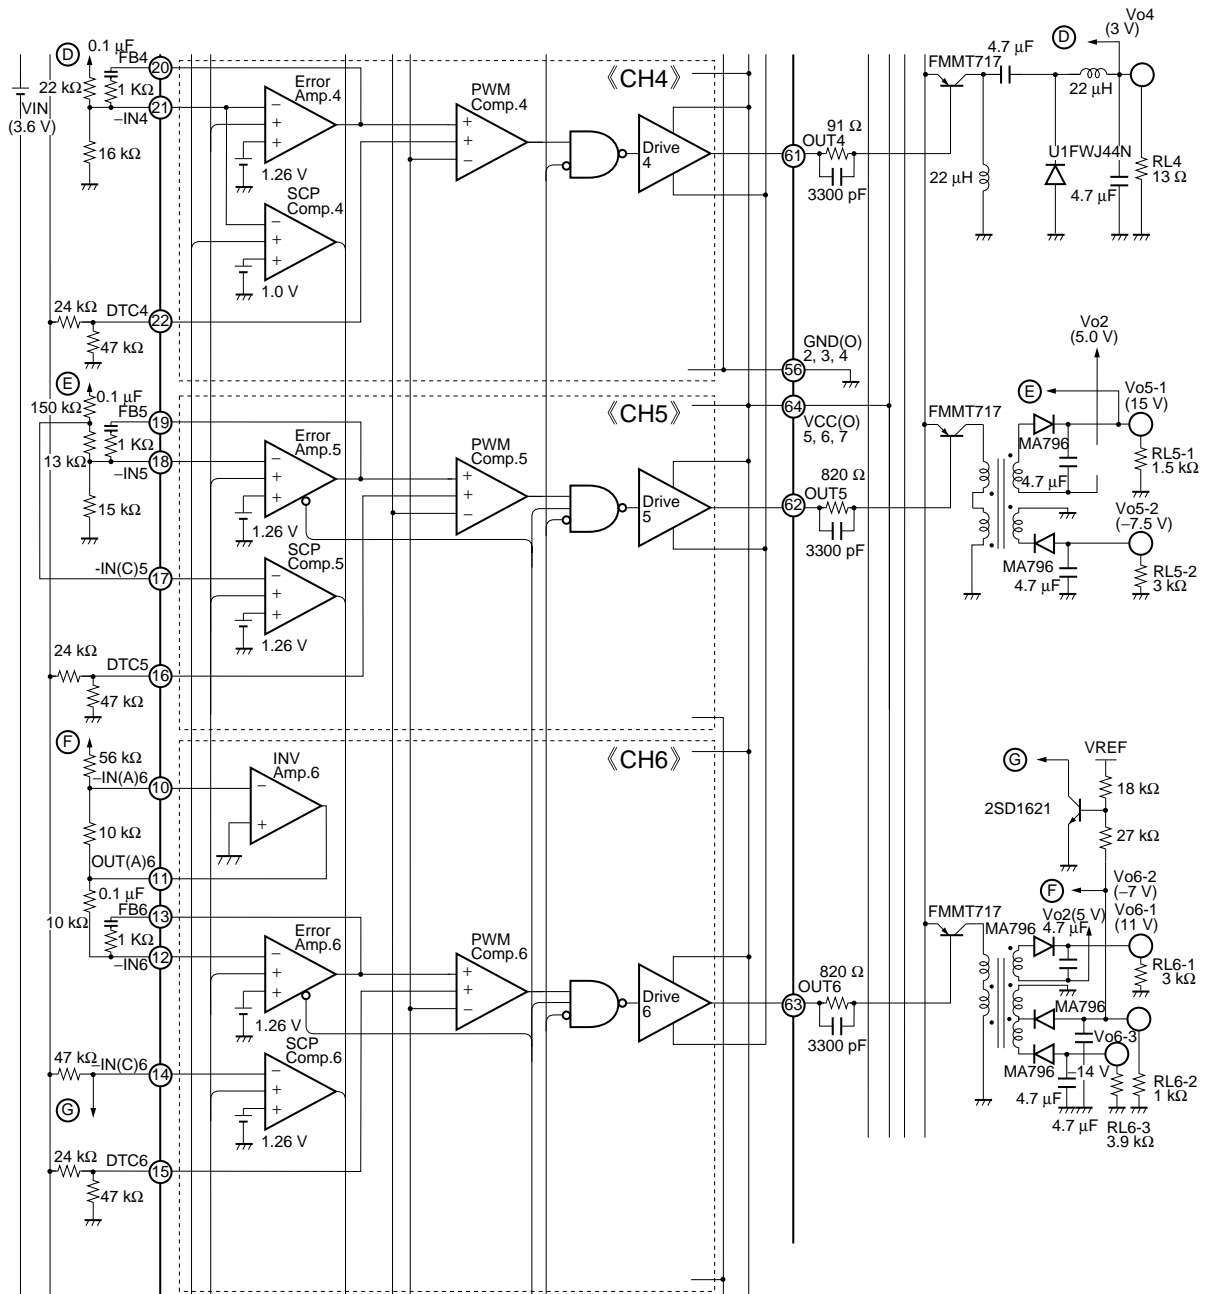 D
0.1 µF
FB4
20
22 kΩ
1 KΩ
21
VIN
(3.6 V)
–IN4
16 kΩ
Error
Amp.4
1.26 V
SCP
Comp.4
1.0 V
PWM
Comp.4
《CH4》
Drive
4
61
91 Ω
OUT4
3300 pF
FMMT717
4.7 µF
D
Vo4
(3 V)
22 µH
22 µH
U1FWJ44N
4.7 µF
RL4
13 Ω
24 kΩ
DTC4
22
47 kΩ
GND(O)
2, 3, 4
56
64
VCC(O)
5, 6, 7
E
0.1 µF
150 kΩ
FB5
19
1 KΩ
13 kΩ
18
–IN5
15 kΩ
-IN(C)5
17
Error
Amp.5
1.26 V
SCP
Comp.5
1.26 V
PWM
Comp.5
《CH5》
Drive
5
62
820 Ω
OUT5
3300 pF
FMMT717
Vo2
(5.0 V)
E
Vo5-1
(15 V)
MA796
4.7 µF
RL5-1
1.5 kΩ
Vo5-2
(–7.5 V)
MA796
4.7 µF
RL5-2
3 kΩ
24 kΩ
DTC5
16
47 kΩ
F
56 kΩ
–IN(A)6
10
10 kΩ
OUT(A)6
11
0.1 µF
FB6
13
10 kΩ
1 KΩ
12
–IN6
INV
Amp.6
Error
Amp.6
1.26 V
SCP
Comp.6
1.26 V
PWM
Comp.6
《CH6》
Drive
6
63
820 Ω
OUT6
3300 pF
G
VREF
18 kΩ
2SD1621
27 kΩ
F
Vo6-2
(–7 V)
FMMT717
Vo2(5 V)
Vo6-1
(11 V)
MA796
4.7 µF
RL6-1
3 kΩ
MA796
Vo6-3
–14 V
MA796
4.7 µF
4.7 µF
RL6-2
1 kΩ
RL6-3
3.9 kΩ
47 kΩ
–IN(C)6
14
G
24 kΩ
DTC6
15
47 kΩ